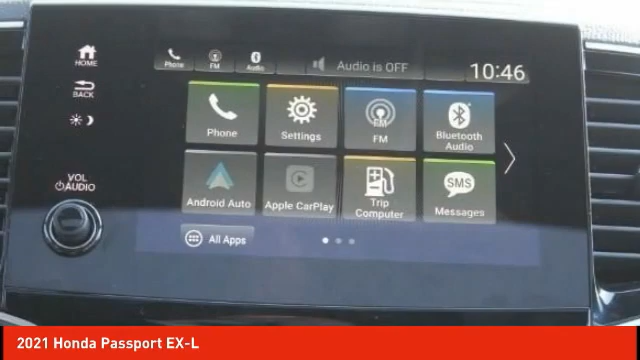 HOME
Phone
FM
Audio
Audio is OFF
10:46
BACK
VOL
AUDIO
Phone
Settings
FM
FM
Bluetooth
Audio
Android Auto
Apple CarPlay
Trip
Computer
SMS
Messages
All Apps
2021 Honda Passport EX-L